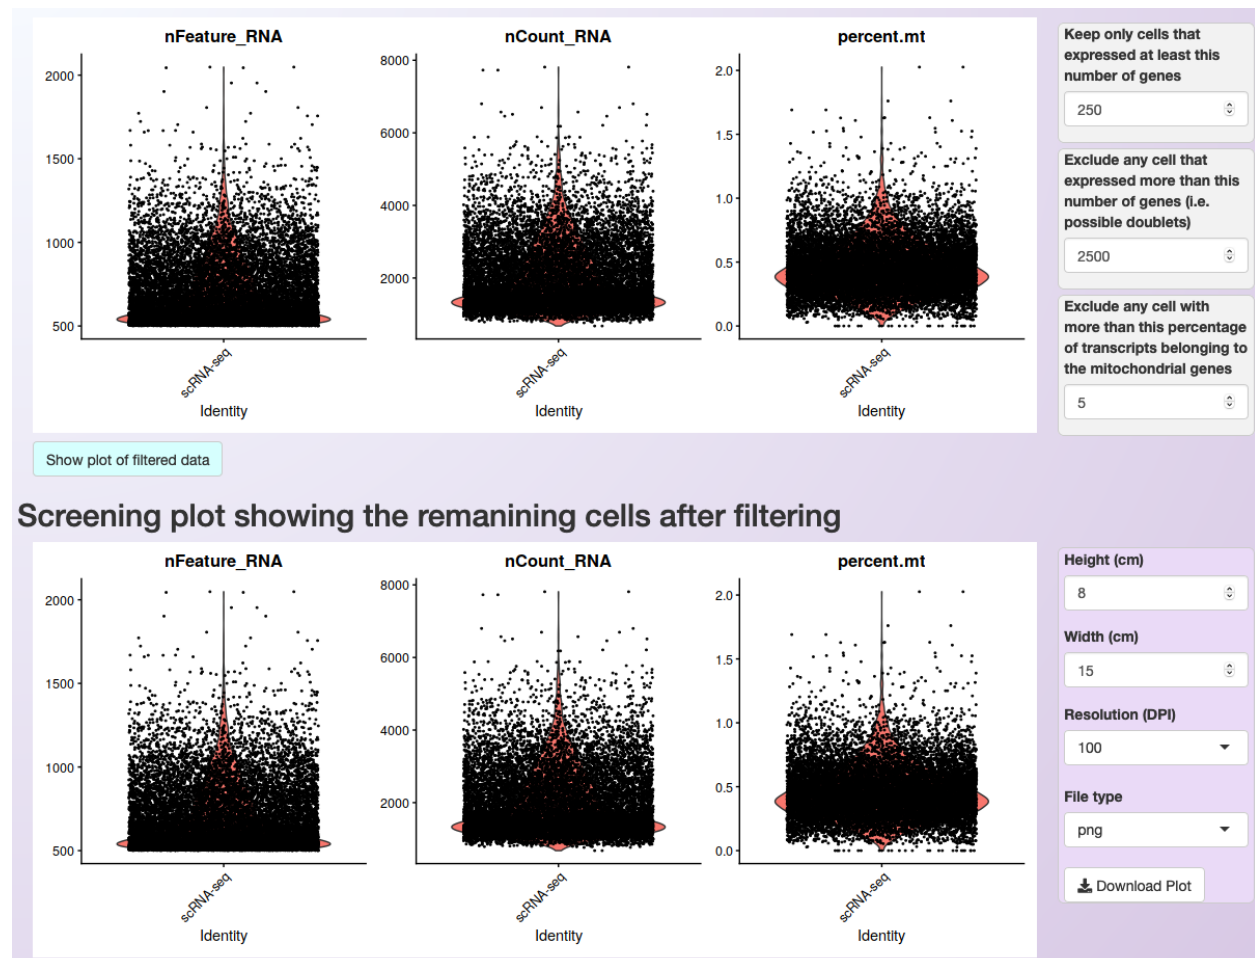 nFeature_RNA
2000
1500
1000
500
scRNA-seq
Identity
nCount_RNA
8000
6000
4000
2000
scRNA-seq
Identity
percent.mt
2.0
1.5
1.0
0.5
0.0
scRNA-seq
Identity
Keep only cells that
expressed at least this
number of genes
250
Exclude any cell that
expressed more than this
number of genes (i.e.
possible doublets)
2500
Exclude any cell with
more than this percentage
of transcripts belonging to
the mitochondrial genes
5
Show plot of filtered data
Screening plot showing the remanining cells after filtering
nFeature_RNA
2000
1500
1000
500
scRNA-seq
Identity
nCount_RNA
8000
6000
4000
2000
scRNA-seq
Identity
percent.mt
2.0
1.5
1.0
0.5
0.0
scRNA-seq
Identity
Height (cm)
8
Width (cm)
15
Resolution (DPI)
100
File type
png
Download Plot